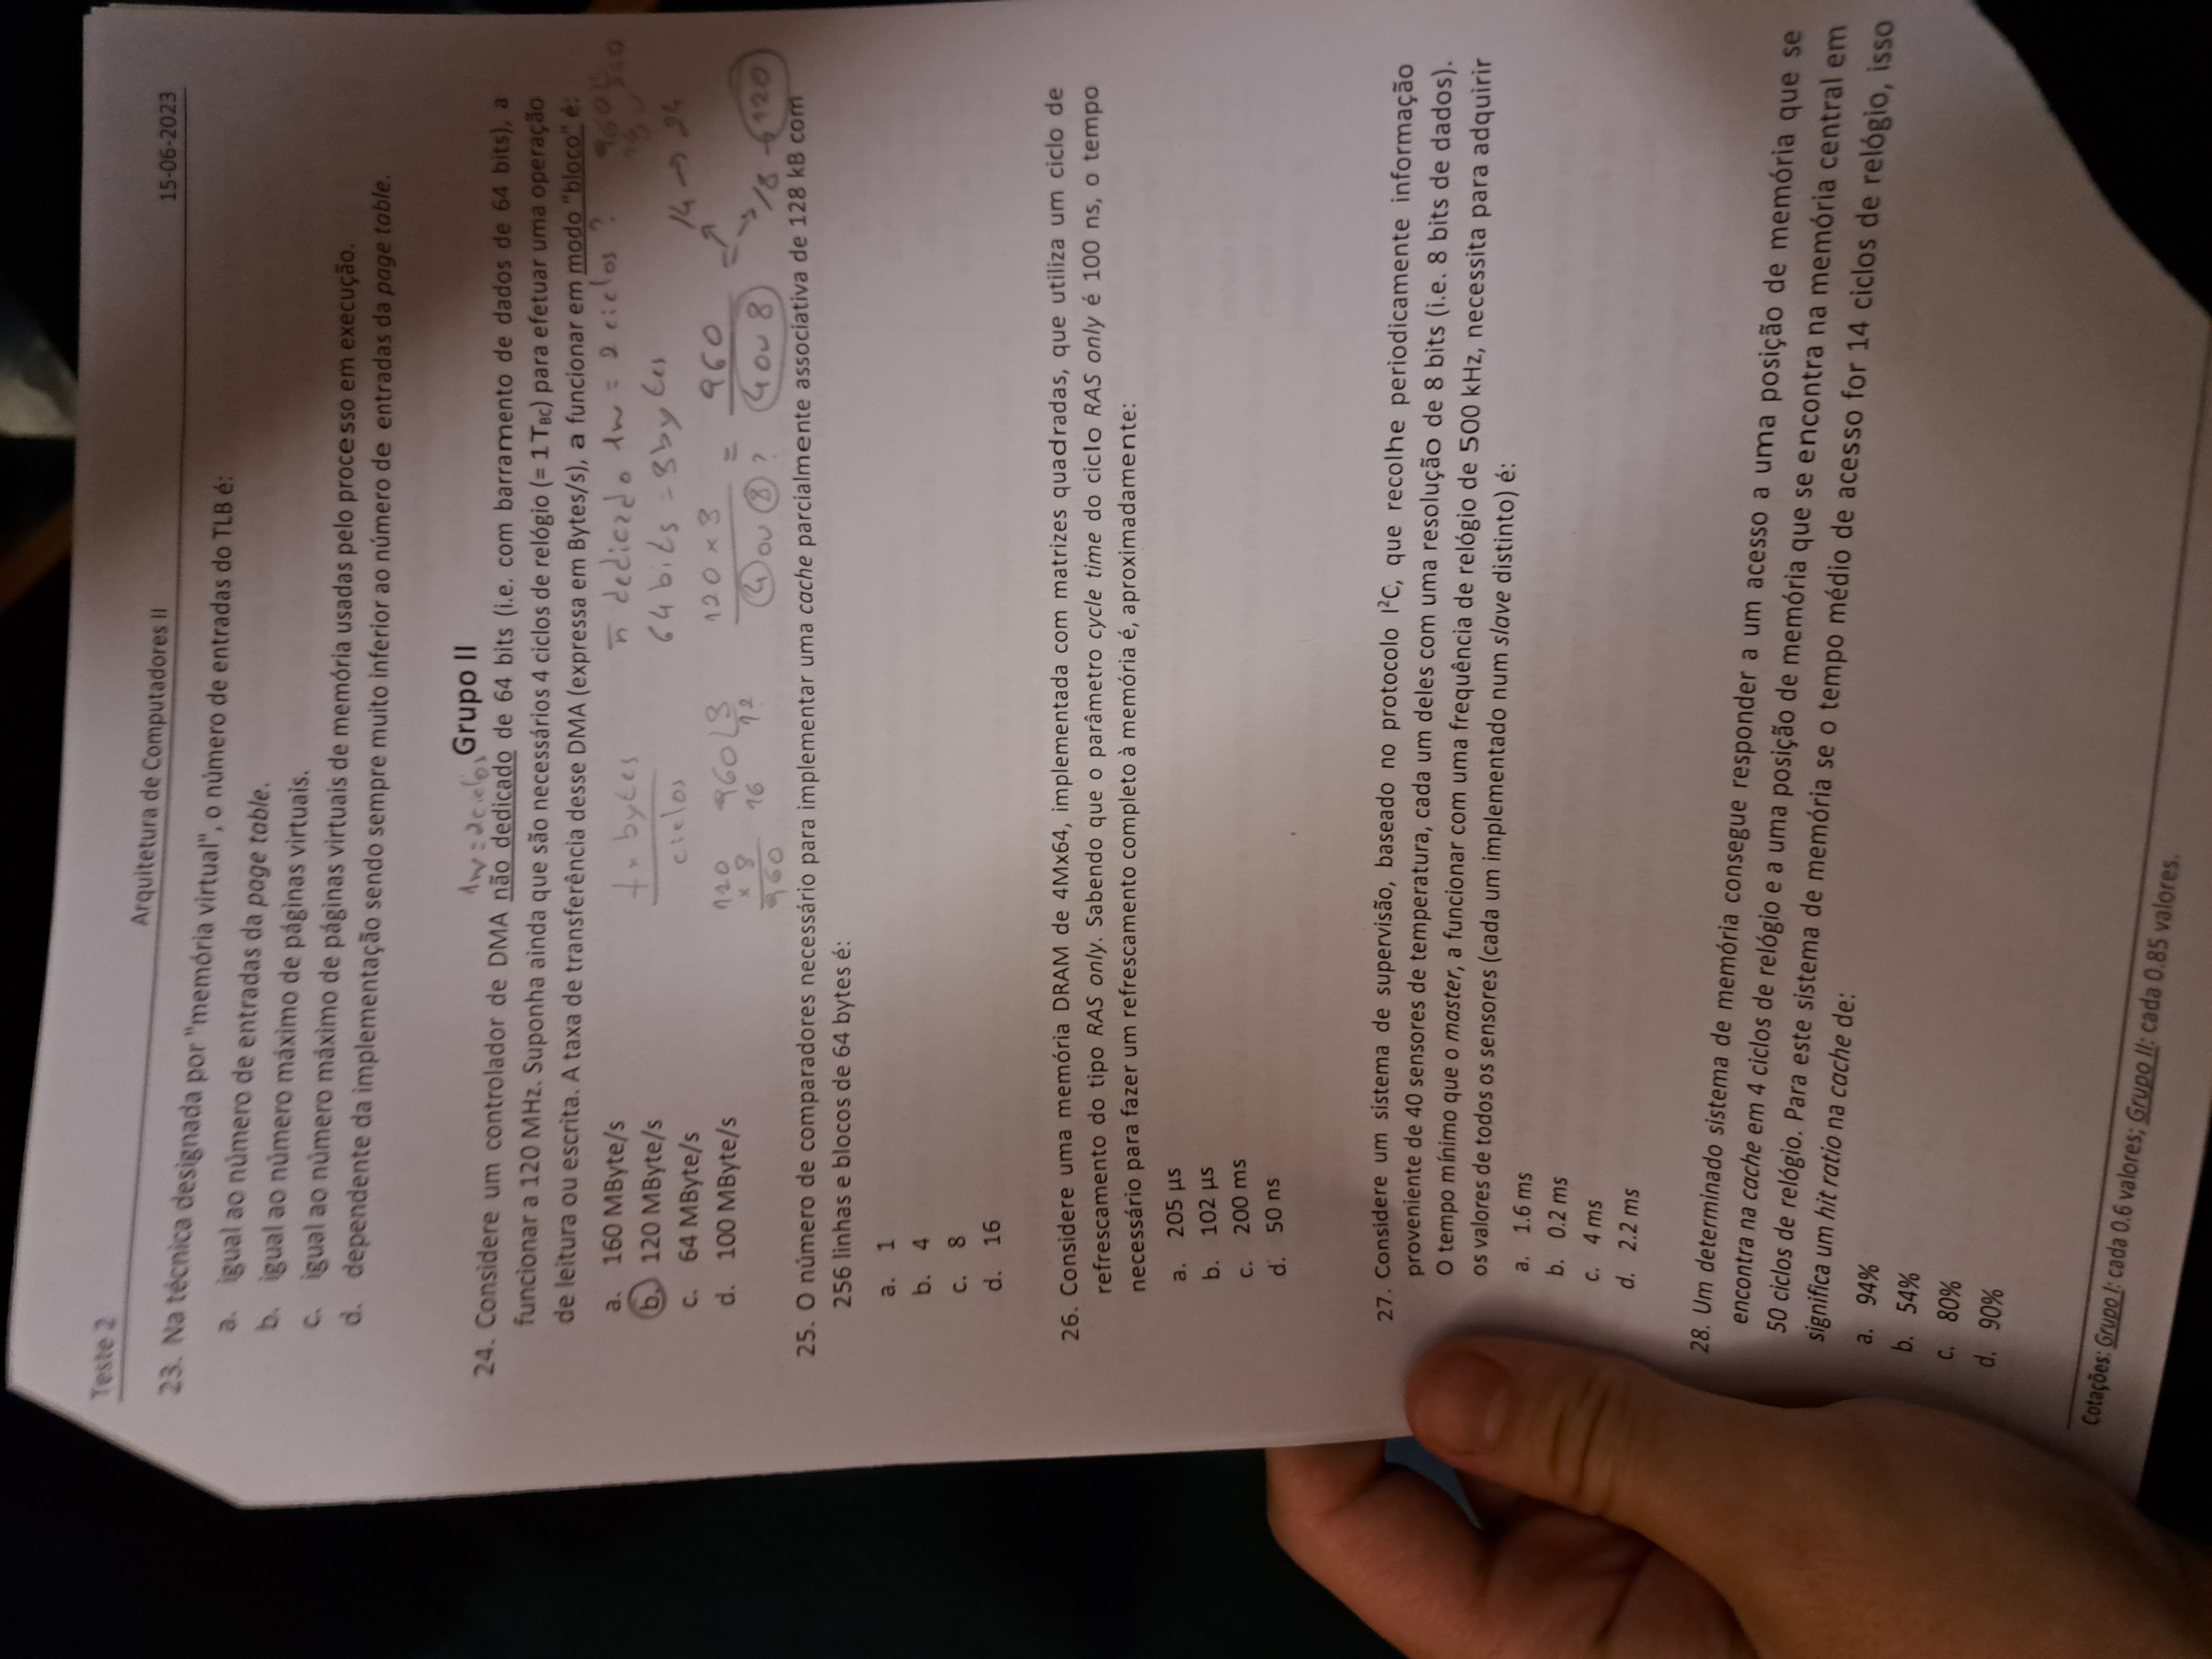 Teste 2
Arquitetura de Computadores II
15-06-2023
23. Na técnica designada por "memória virtual", o número de entradas do TLB é:
a. igual ao número de entradas da page table.
b. igual ao número máximo de páginas virtuais.
c. igual ao número máximo de páginas virtuais de memória usadas pelo processo em execução.
d. dependente da implementação sendo sempre muito inferior ao número de entradas da page table.
1w = 2 ciclos
Grupo II
24. Considere um controlador de DMA não dedicado de 64 bits (i.e. com barramento de dados de 64 bits), a
funcionar a 120 MHz. Suponha ainda que são necessários 4 ciclos de relógio (= 1 TBC) para efetuar uma operação
de leitura ou escrita. A taxa de transferência desse DMA (expressa em Bytes/s), a funcionar em modo "bloco" é:
a. 160 MByte/s
b. 120 MByte/s
c. 64 MByte/s
d. 100 MByte/s
f x bytes
ciclos
n̄ dedicado 1w = 2 ciclos ?
64 bits = 8 bytes
120
x 8
960
960 8
16 12
120 x 8
4 ou 8 ?
= 960
4 ou 8
=
/4 → 24
/8 → 120
25. O número de comparadores necessário para implementar uma cache parcialmente associativa de 128 kB com
256 linhas e blocos de 64 bytes é:
a. 1
b. 4
c. 8
d. 16
26. Considere uma memória DRAM de 4Mx64, implementada com matrizes quadradas, que utiliza um ciclo de
refrescamento do tipo RAS only. Sabendo que o parâmetro cycle time do ciclo RAS only é 100 ns, o tempo
necessário para fazer um refrescamento completo à memória é, aproximadamente:
a. 205 µs
b. 102 µs
c. 200 ms
d. 50 ns
27. Considere um sistema de supervisão, baseado no protocolo I²C, que recolhe periodicamente informação
proveniente de 40 sensores de temperatura, cada um deles com uma resolução de 8 bits (i.e. 8 bits de dados).
O tempo mínimo que o master, a funcionar com uma frequência de relógio de 500 kHz, necessita para adquirir
os valores de todos os sensores (cada um implementado num slave distinto) é:
a. 1.6 ms
b. 0.2 ms
c. 4 ms
d. 2.2 ms
28. Um determinado sistema de memória consegue responder a um acesso a uma posição de memória que se
encontra na cache em 4 ciclos de relógio e a uma posição de memória que se encontra na memória central em
50 ciclos de relógio. Para este sistema de memória se o tempo médio de acesso for 14 ciclos de relógio, isso
significa um hit ratio na cache de:
a. 94%
b. 54%
c. 80%
d. 90%
Cotações: Grupo I: cada 0.6 valores; Grupo II: cada 0.85 valores.